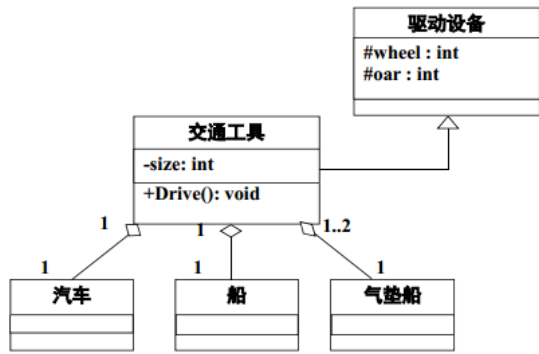 驱动设备
#wheel : int
#oar : int
交通工具
-size: int
+Drive(): void
1
1
1..2
1
1
1
汽车
船
气垫船